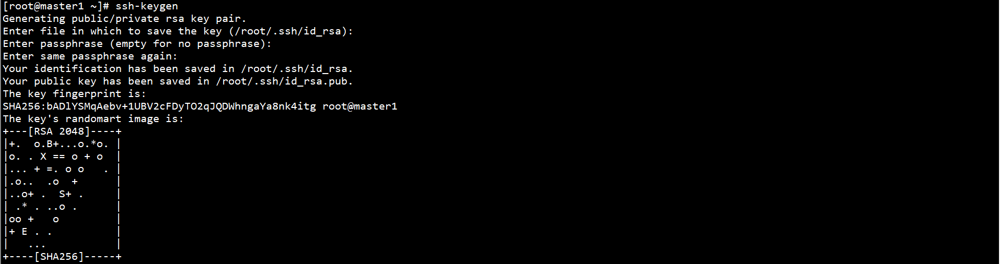 [root@master1 ~]# ssh-keygen
Generating public/private rsa key pair.
Enter file in which to save the key (/root/.ssh/id_rsa):
Enter passphrase (empty for no passphrase):
Enter same passphrase again:
Your identification has been saved in /root/.ssh/id_rsa.
Your public key has been saved in /root/.ssh/id_rsa.pub.
The key fingerprint is:
SHA256:bADlYSMqAebv+1UBV2cFDyTO2qJQDWhngaYa8nk4itg root@master1
The key's randomart image is:
+---[RSA 2048]----+
|+.  o.B+...o.*o. |
|o. . X == o + o  |
|... + =. o o   . |
|.o..  .o  +      |
|..o+ .  S+ .     |
| .* . ..o .      |
|oo +   o         |
|+ E . .          |
|   ...           |
+----[SHA256]-----+